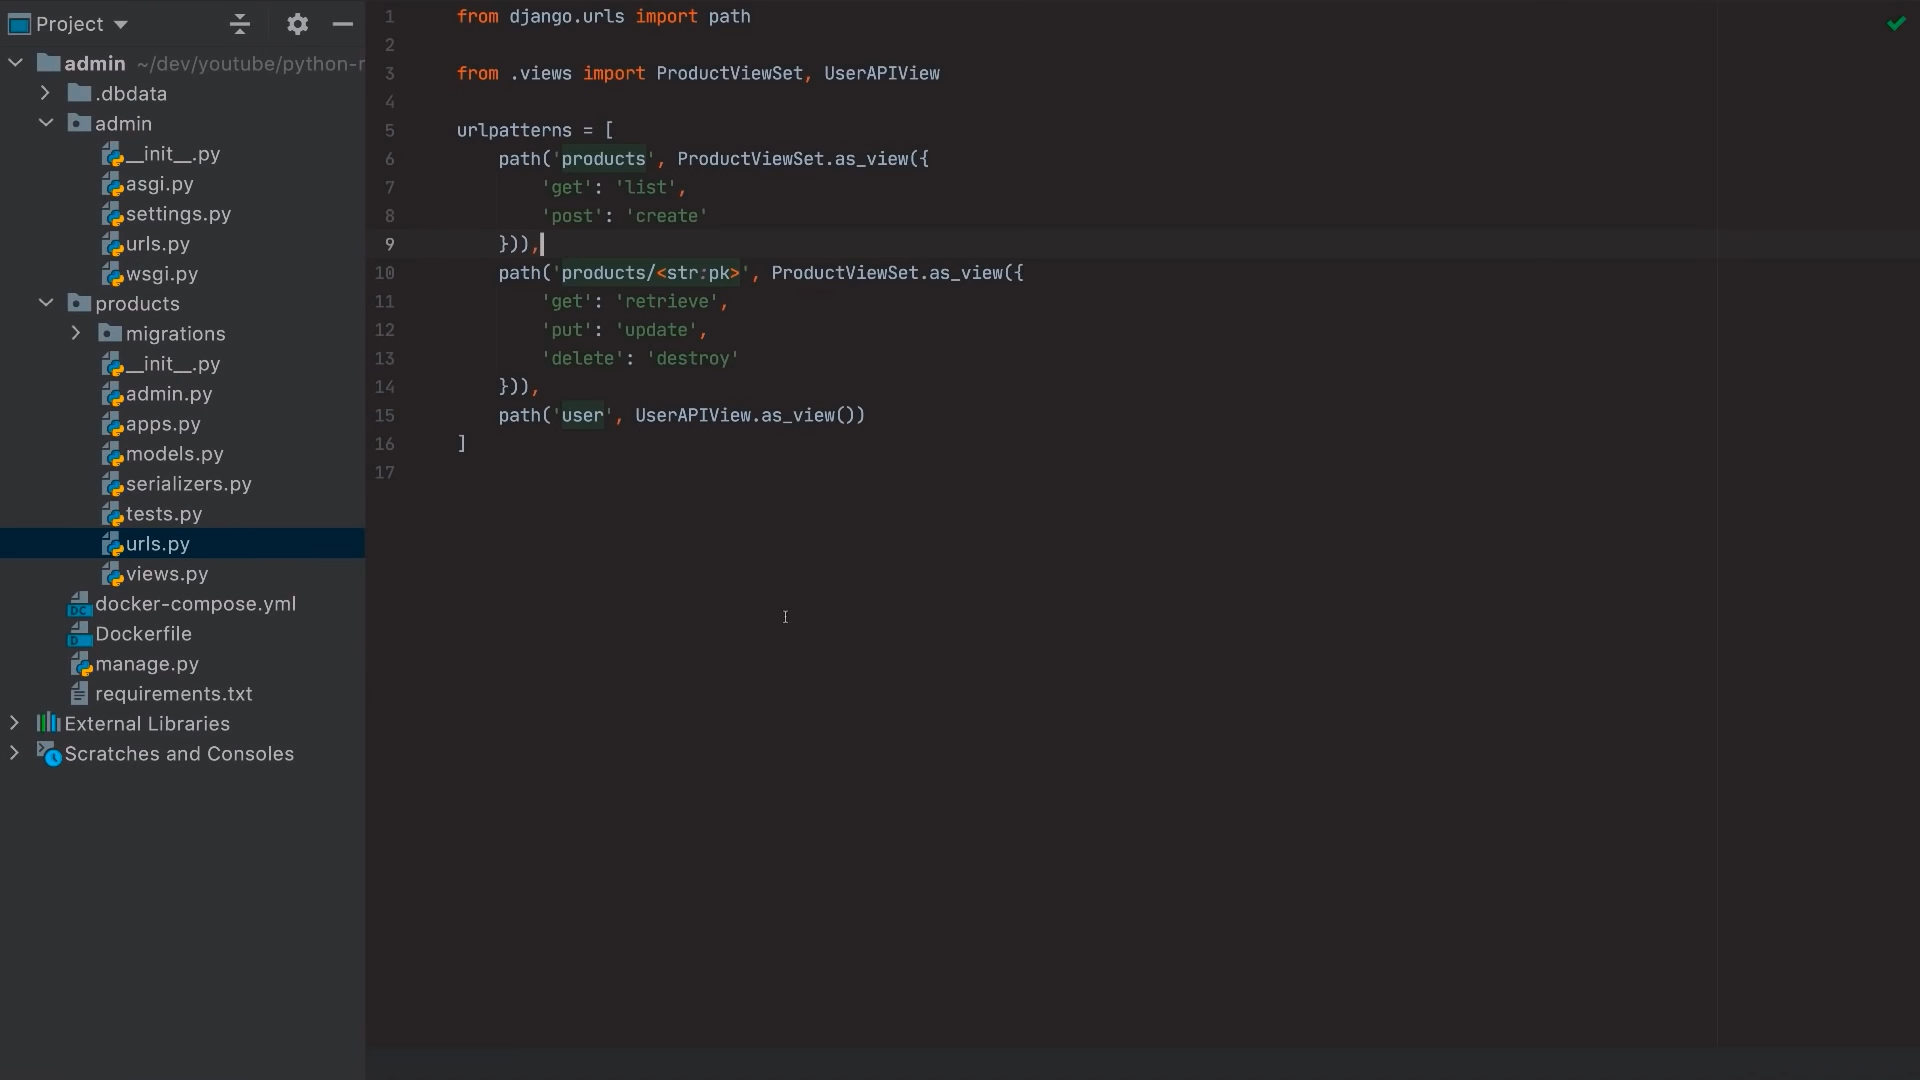 Project
admin ~/dev/youtube/python-r
.dbdata
admin
__init__.py
asgi.py
settings.py
urls.py
wsgi.py
products
migrations
__init__.py
admin.py
apps.py
models.py
serializers.py
tests.py
urls.py
views.py
docker-compose.yml
Dockerfile
manage.py
requirements.txt
External Libraries
Scratches and Consoles
1 from django.urls import path
2
3 from .views import ProductViewSet, UserAPIView
4
5 urlpatterns = [
6     path('products', ProductViewSet.as_view({
7         'get': 'list',
8         'post': 'create'
9     })),
10     path('products/<str:pk>', ProductViewSet.as_view({
11         'get': 'retrieve',
12         'put': 'update',
13         'delete': 'destroy'
14     })),
15     path('user', UserAPIView.as_view())
16 ]
17